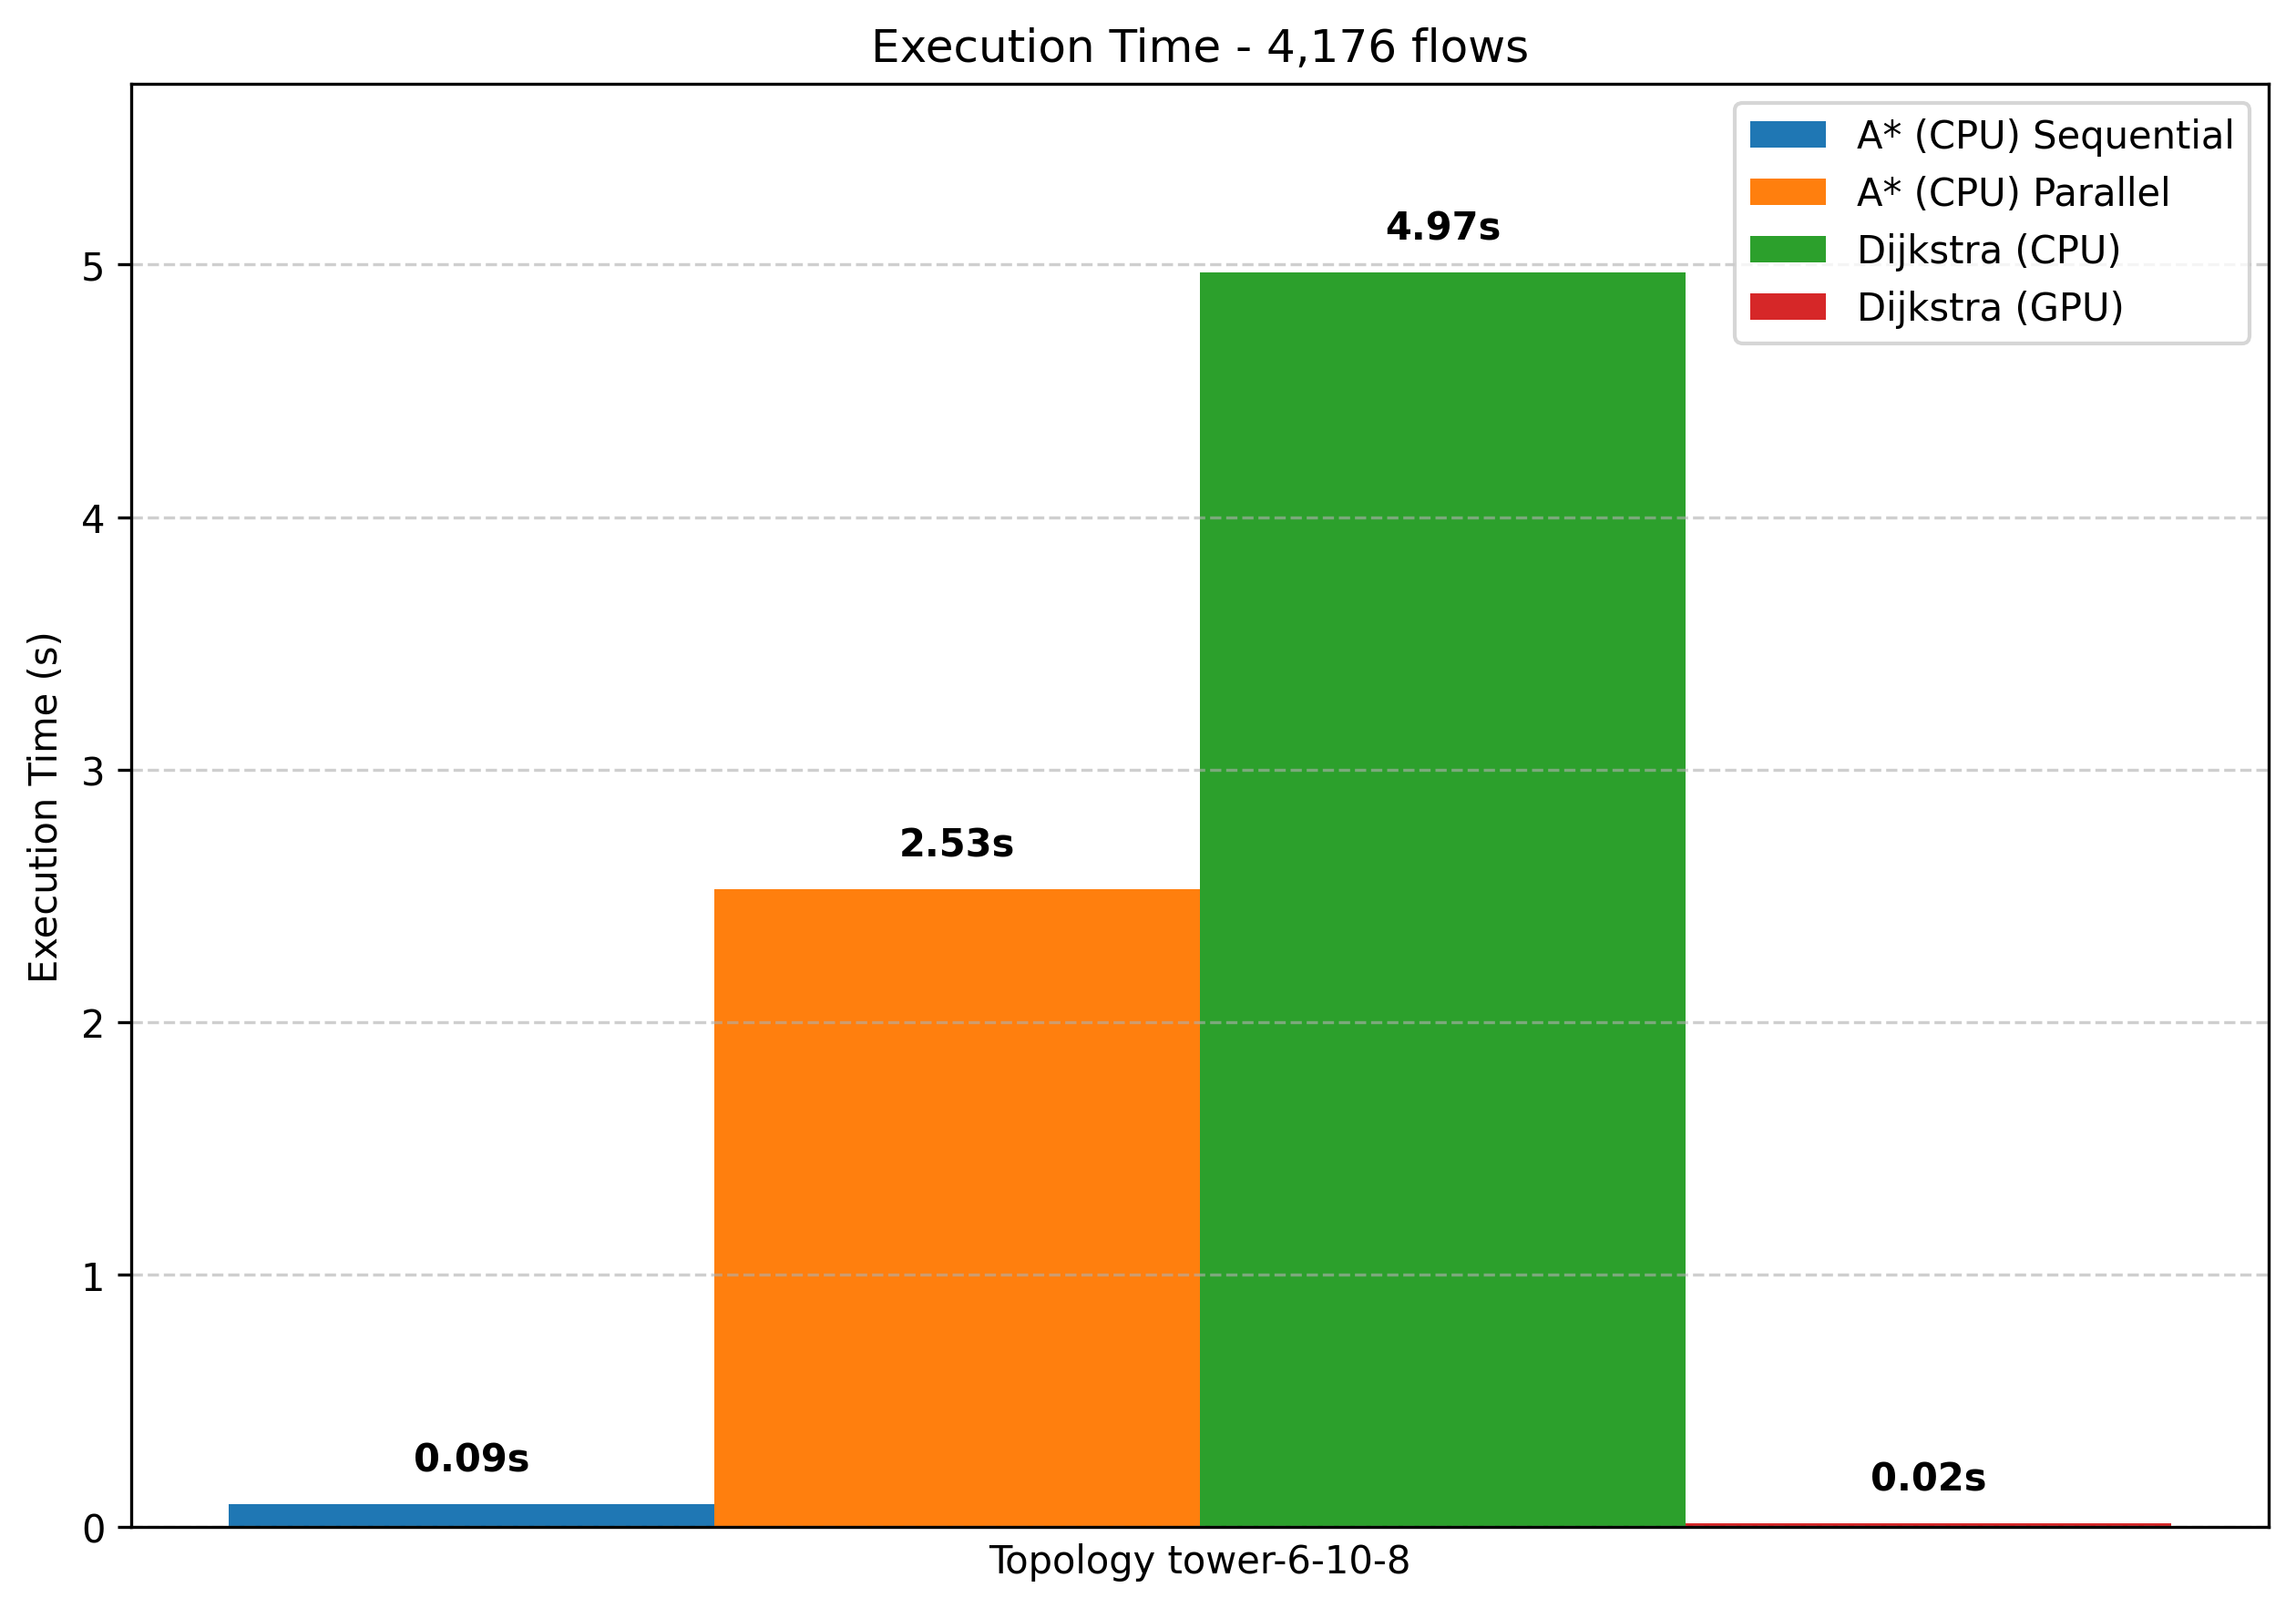 Execution Time - 4,176 flows
A* (CPU) Sequential
A* (CPU) Parallel
Dijkstra (CPU)
Dijkstra (GPU)
Execution Time (s)
5
4
3
2
1
0
0.09s
2.53s
4.97s
0.02s
Topology tower-6-10-8